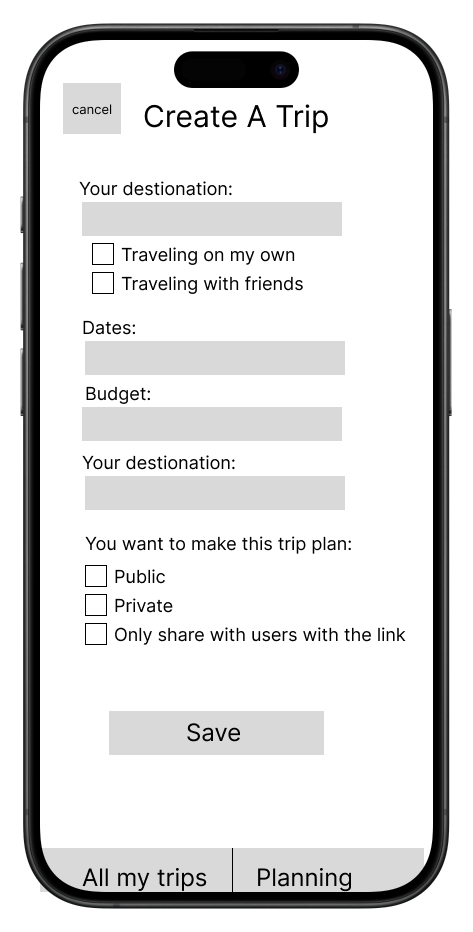 cancel
Create A Trip
Your destionation:
Traveling on my own
Traveling with friends
Dates:
Budget:
Your destionation:
You want to make this trip plan:
Public
Private
Only share with users with the link
Save
All my trips
Planning